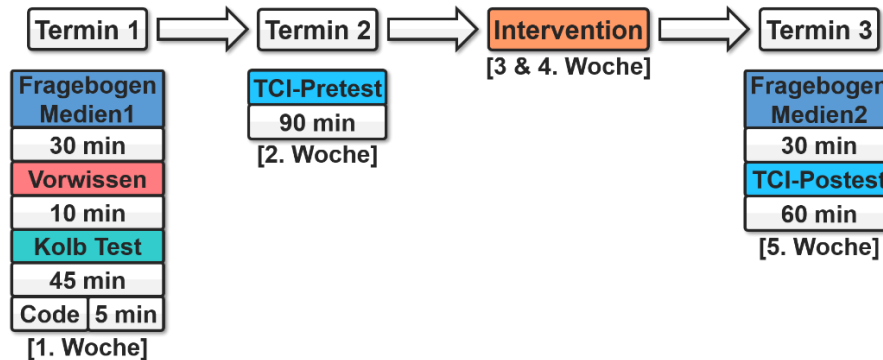 Termin 1
Termin 2
Intervention
Termin 3
Fragebogen
Medien1
30 min
Vorwissen
10 min
Kolb Test
45 min
Code 5 min
[1. Woche]
TCI-Pretest
90 min
[2. Woche]
[3 & 4. Woche]
Fragebogen
Medien2
30 min
TCI-Postest
60 min
[5. Woche]